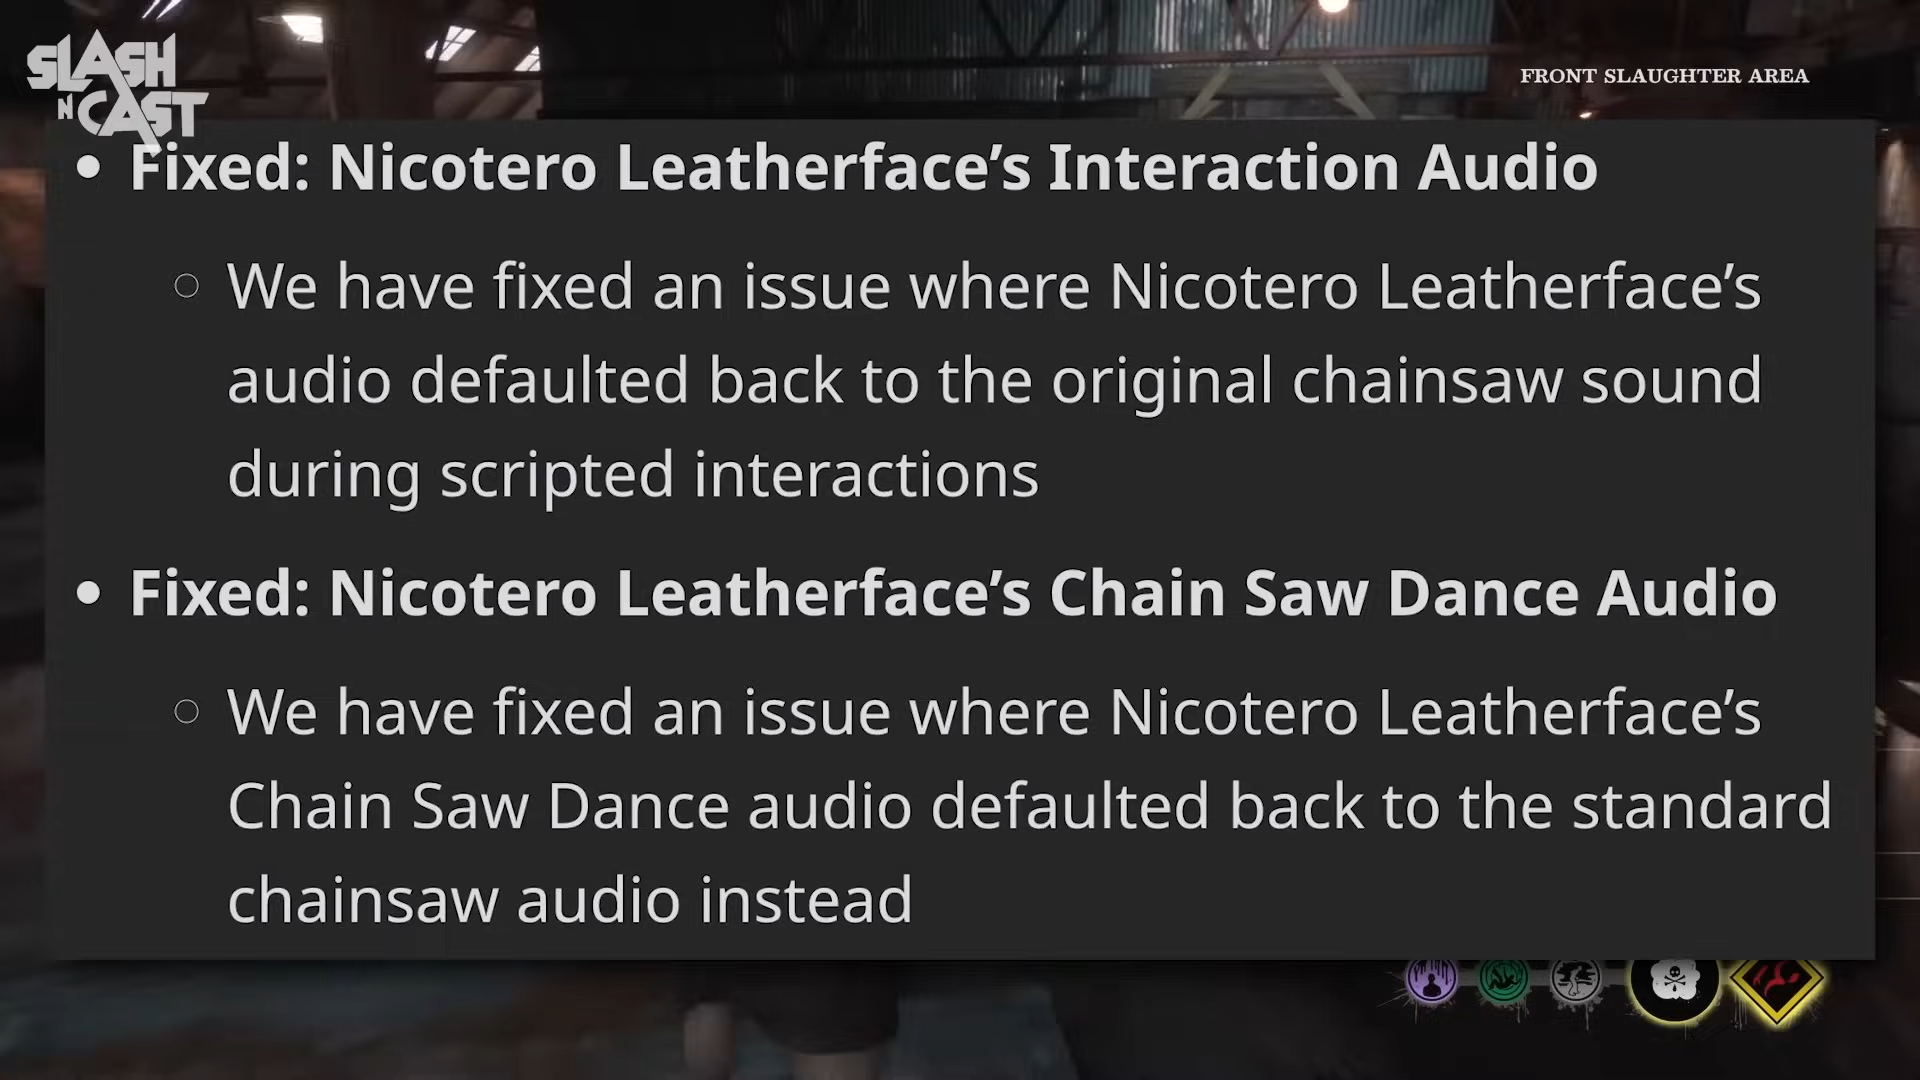 SLASH
N CAST
FRONT SLAUGHTER AREA
• Fixed: Nicotero Leatherface’s Interaction Audio
○ We have fixed an issue where Nicotero Leatherface’s
audio defaulted back to the original chainsaw sound
during scripted interactions
• Fixed: Nicotero Leatherface’s Chain Saw Dance Audio
○ We have fixed an issue where Nicotero Leatherface’s
Chain Saw Dance audio defaulted back to the standard
chainsaw audio instead